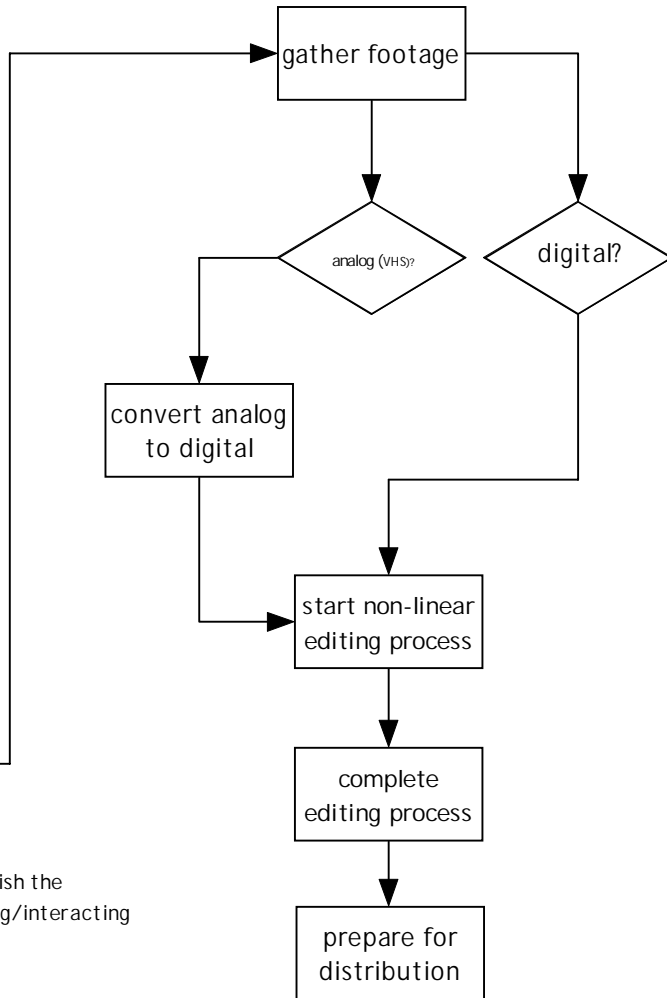 gather footage
analog (VHS)?
digital?
convert analog
to digital
start non-linear
editing process
complete
editing process
ish the
g/interacting
prepare for
distribution